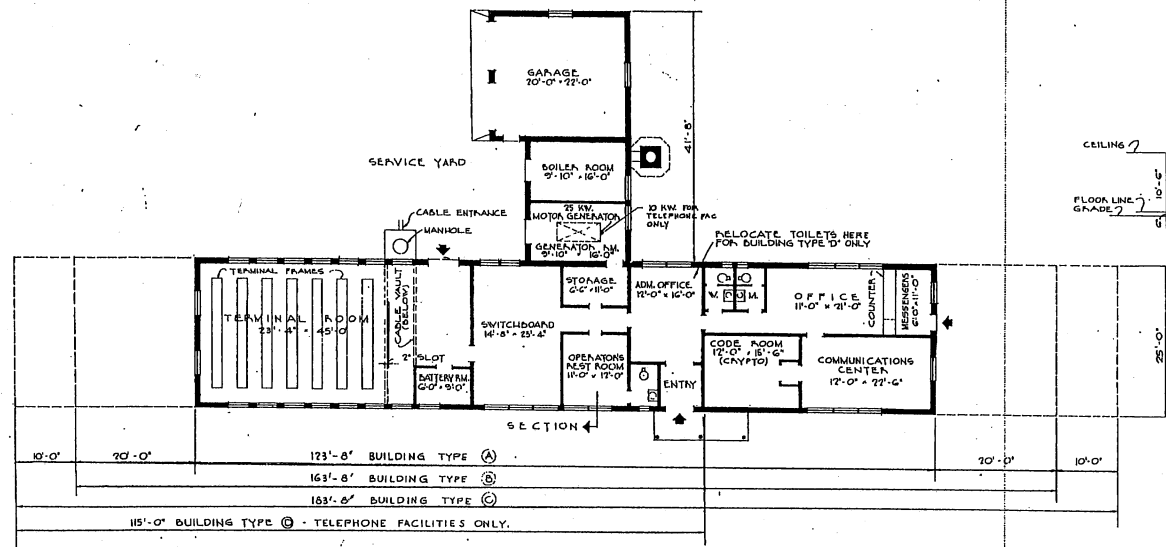 GARAGE
20'-0" × 22'-0"
41'-8"
CEILING
10'-6"
FLOOR LINE
GRADE
6"
SERVICE YARD
BOILER ROOM
9'-10" × 16'-0"
25 KW.
MOTOR GENERATOR
10 KW. FOR
TELEPHONE FAC
ONLY
GENERATOR RM.
9'-10" × 16'-0"
CABLE ENTRANCE
MANHOLE
RELOCATE TOILETS HERE
FOR BUILDING TYPE 'D' ONLY
TERMINAL FRAMES
TERMINAL ROOM
23'-4" × 45'-0
CABLE VAULT
(BELOW)
2" SLOT
BATTERY RM.
6'-0" × 9'-0"
SWITCHBOARD
14'-8" × 23'-4"
STORAGE
6'-6" × 11'-0"
OPERATORS
REST ROOM
11'-0" × 12'-0"
ADM. OFFICE
12'-0" × 16'-0"
W.
M.
OFFICE
11'-0" × 21'-0"
COUNTER
MESSENGERS
6'-0" × 11'-0"
ENTRY
CODE ROOM
12'-0" × 15'-6"
(CRYPTO)
COMMUNICATIONS
CENTER
12'-0" × 22'-6"
25'-0"
SECTION
10'-0"
20'-0"
123'-8" BUILDING TYPE A
20'-0"
10'-0"
163'-8" BUILDING TYPE B
183'-8" BUILDING TYPE C
115'-0" BUILDING TYPE D - TELEPHONE FACILITIES ONLY.